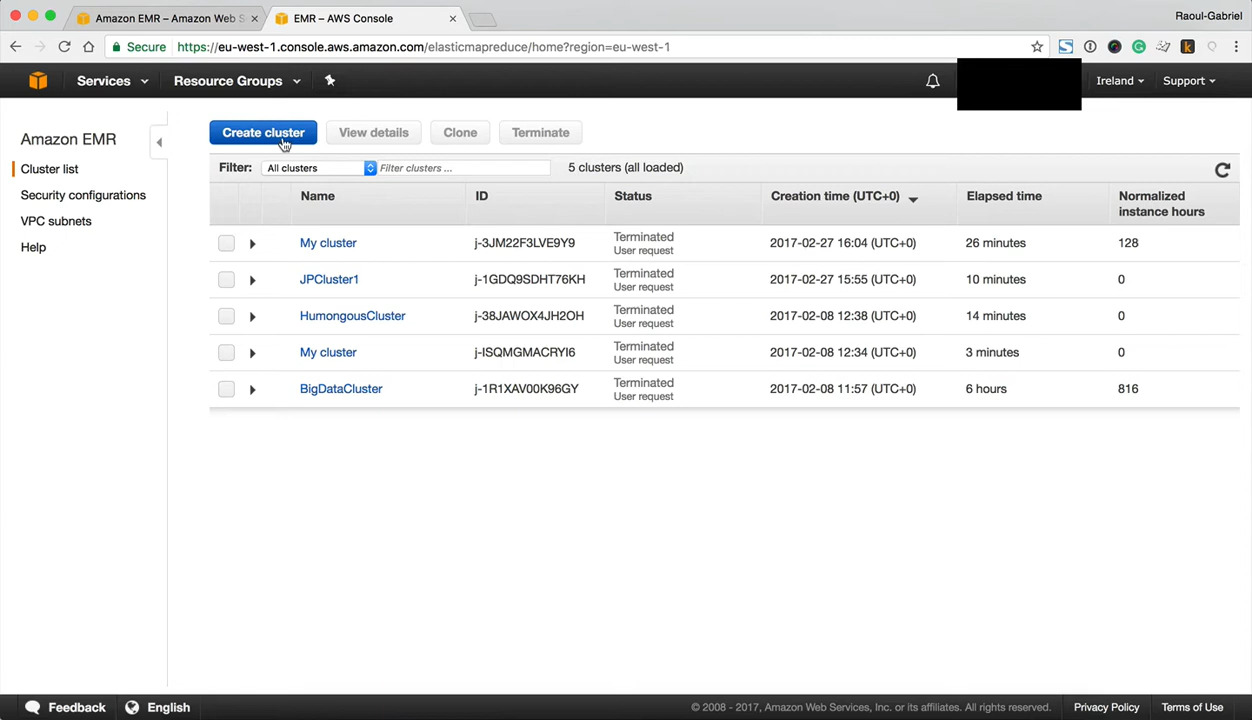 Amazon EMR – Amazon Web S
EMR – AWS Console
Raoul-Gabriel
Secure https://eu-west-1.console.aws.amazon.com/elasticmapreduce/home?region=eu-west-1
Services Resource Groups Ireland Support
Amazon EMR
Cluster list
Security configurations
VPC subnets
Help
Create cluster View details Clone Terminate
Filter: All clusters Filter clusters ... 5 clusters (all loaded)
Name ID Status Creation time (UTC+0) Elapsed time Normalized instance hours
My cluster j-3JM22F3LVE9Y9 Terminated User request 2017-02-27 16:04 (UTC+0) 26 minutes 128
JPCluster1 j-1GDQ9SDHT76KH Terminated User request 2017-02-27 15:55 (UTC+0) 10 minutes 0
HumongousCluster j-38JAWOX4JH2OH Terminated User request 2017-02-08 12:38 (UTC+0) 14 minutes 0
My cluster j-ISQMGMACRYI6 Terminated User request 2017-02-08 12:34 (UTC+0) 3 minutes 0
BigDataCluster j-1R1XAV00K96GY Terminated User request 2017-02-08 11:57 (UTC+0) 6 hours 816
Feedback English © 2008 - 2017, Amazon Web Services, Inc. or its affiliates. All rights reserved. Privacy Policy Terms of Use